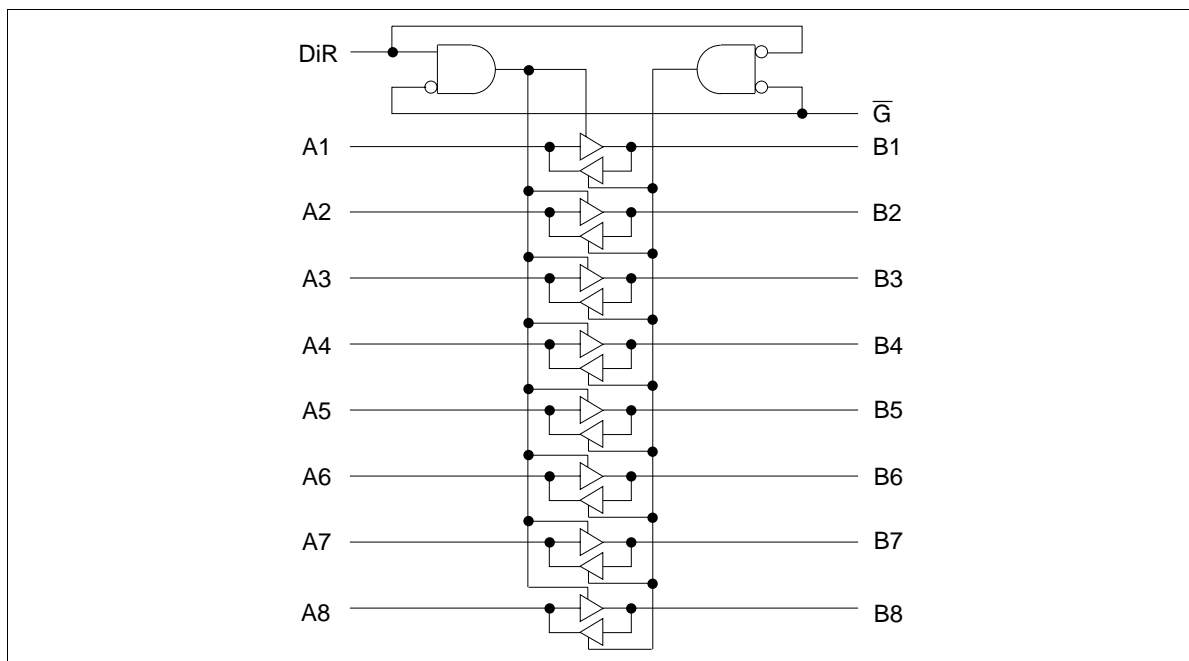 DiR
G̅
A1 B1
A2 B2
A3 B3
A4 B4
A5 B5
A6 B6
A7 B7
A8 B8